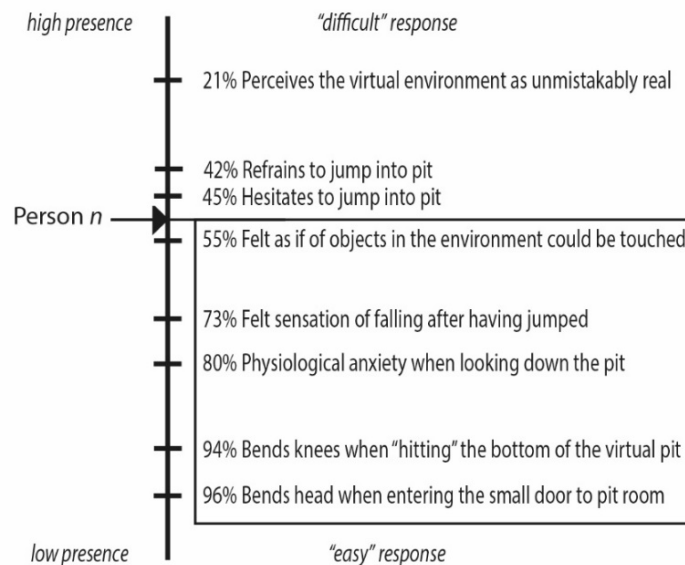 high presence
"difficult" response
21% Perceives the virtual environment as unmistakably real
42% Refrains to jump into pit
45% Hesitates to jump into pit
Person n
55% Felt as if of objects in the environment could be touched
73% Felt sensation of falling after having jumped
80% Physiological anxiety when looking down the pit
94% Bends knees when “hitting” the bottom of the virtual pit
96% Bends head when entering the small door to pit room
low presence
"easy" response